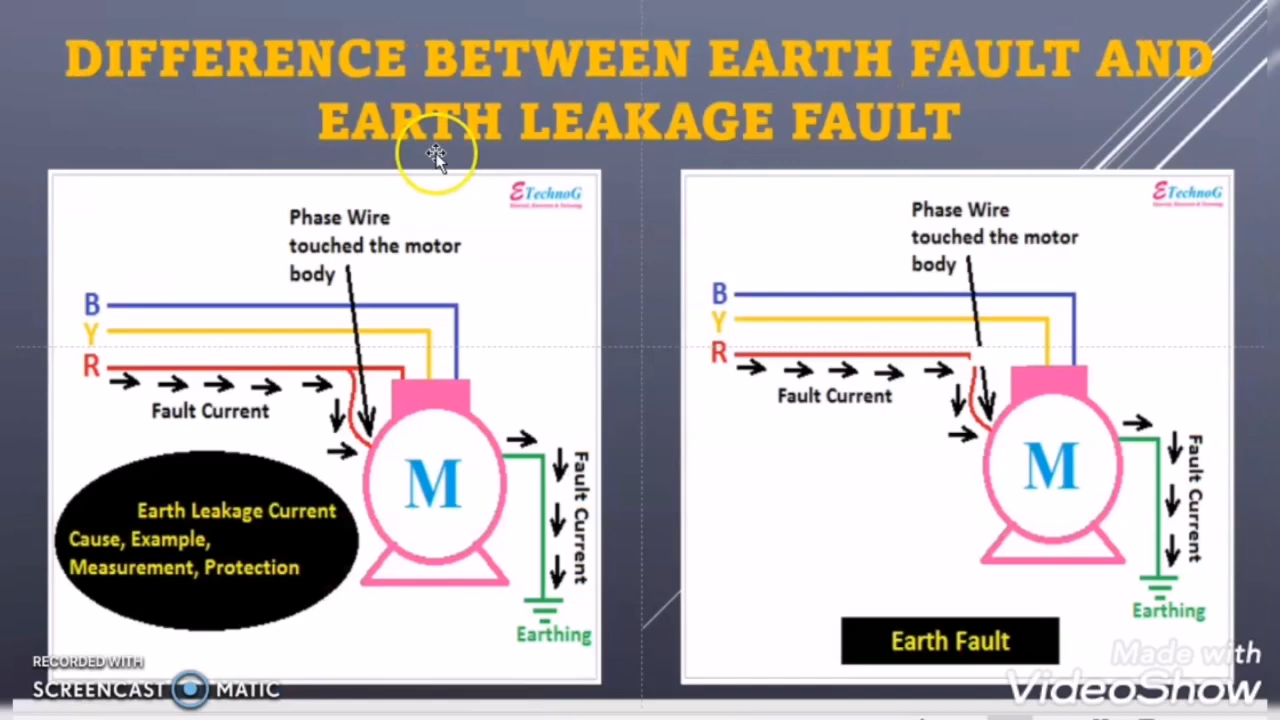 DIFFERENCE BETWEEN EARTH FAULT AND
EARTH LEAKAGE FAULT
ETechnoG
Phase Wire
touched the motor
body
B
Y
R
Fault Current
M
Fault Current
Earthing
Earth Leakage Current
Cause, Example,
Measurement, Protection
ETechnoG
Phase Wire
touched the motor
body
B
Y
R
Fault Current
M
Fault Current
Earthing
Earth Fault
RECORDED WITH
SCREENCAST MATIC
Made with
VideoShow